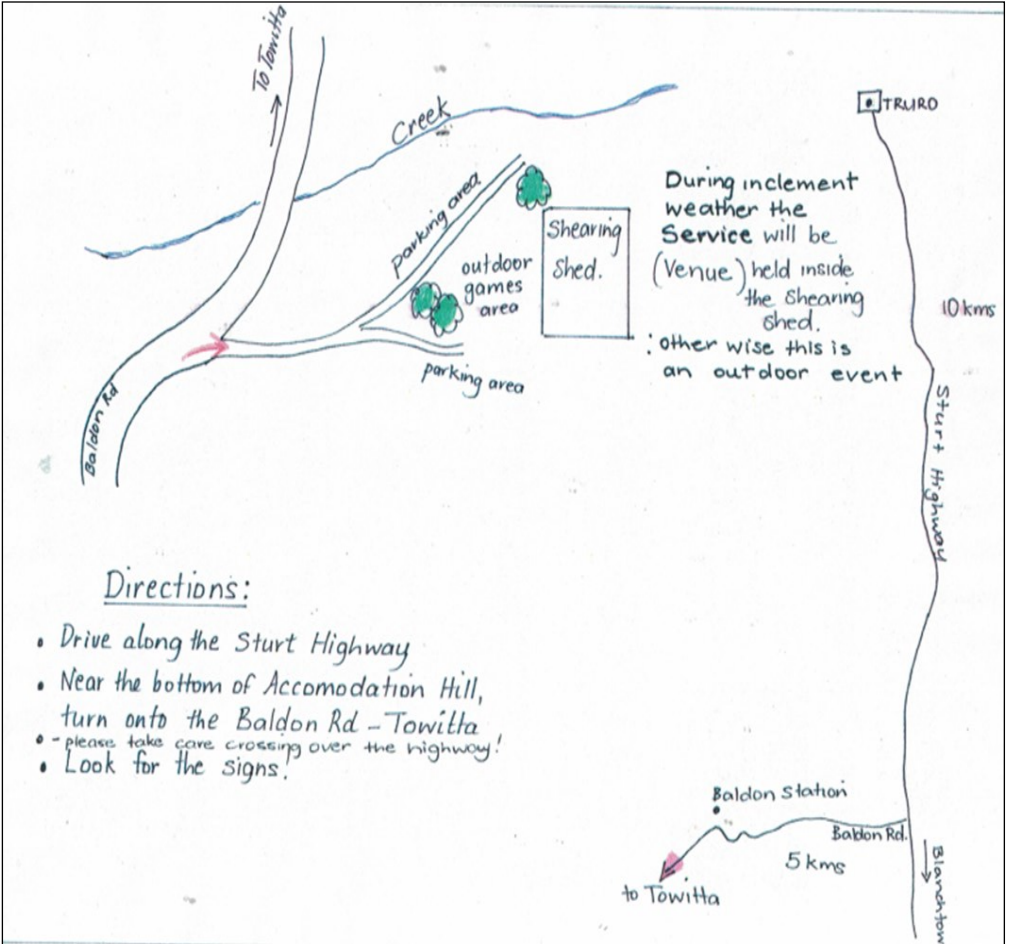 To Towitta
Creek
TRURO
parking area
Shearing
Shed.
outdoor
games
area
parking area
Baldon Rd
During inclement
weather the
Service will be
(Venue) held inside
the Shearing
shed.
: other wise this is
an outdoor event
10 kms
Sturt Highway
Directions:
• Drive along the Sturt Highway
• Near the bottom of Accomodation Hill,
turn onto the Baldon Rd - Towitta
• - please take care crossing over the highway!
• Look for the signs!
Baldon Station
Baldon Rd.
5 kms
to Towitta
Blanchtow